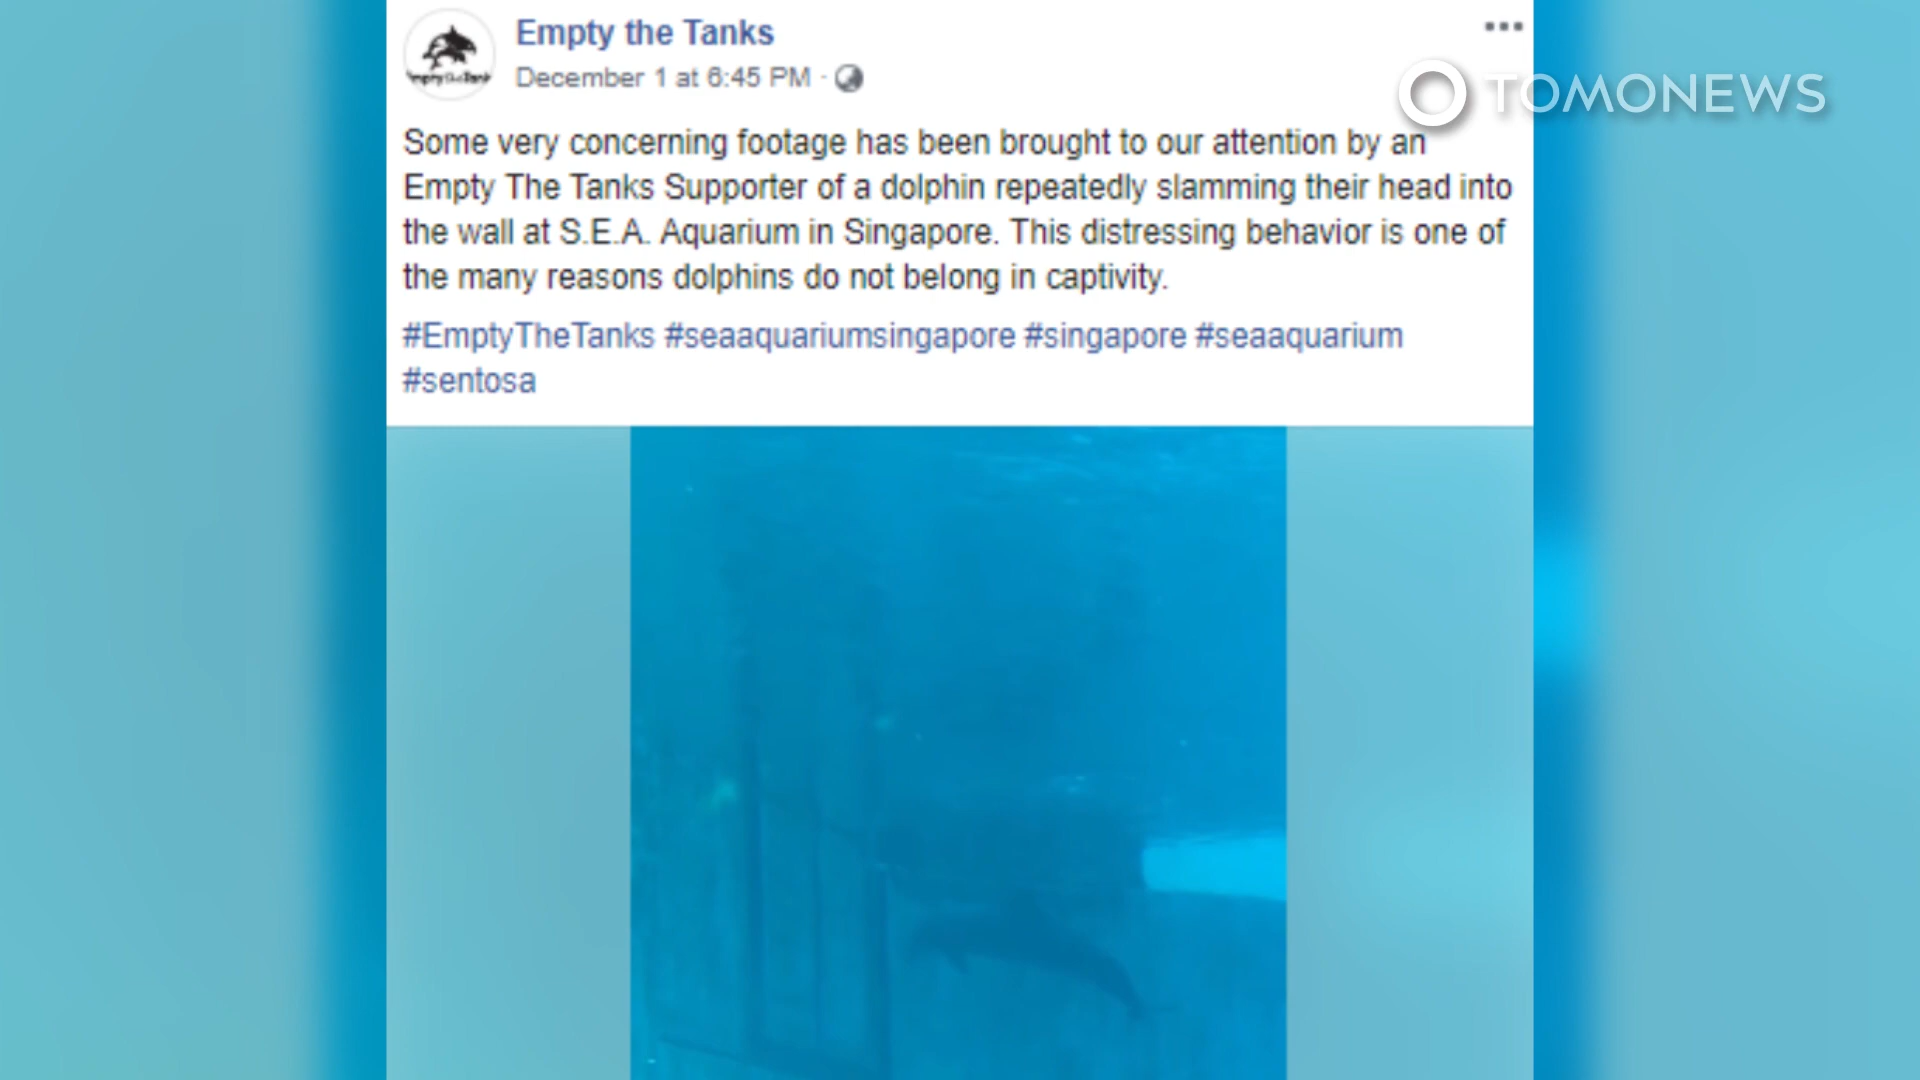 Empty the Tanks
December 1 at 6:45 PM ·
TOMONEWS
Some very concerning footage has been brought to our attention by an
Empty The Tanks Supporter of a dolphin repeatedly slamming their head into
the wall at S.E.A. Aquarium in Singapore. This distressing behavior is one of
the many reasons dolphins do not belong in captivity.
#EmptyTheTanks #seaaquariumsingapore #singapore #seaaquarium
#sentosa